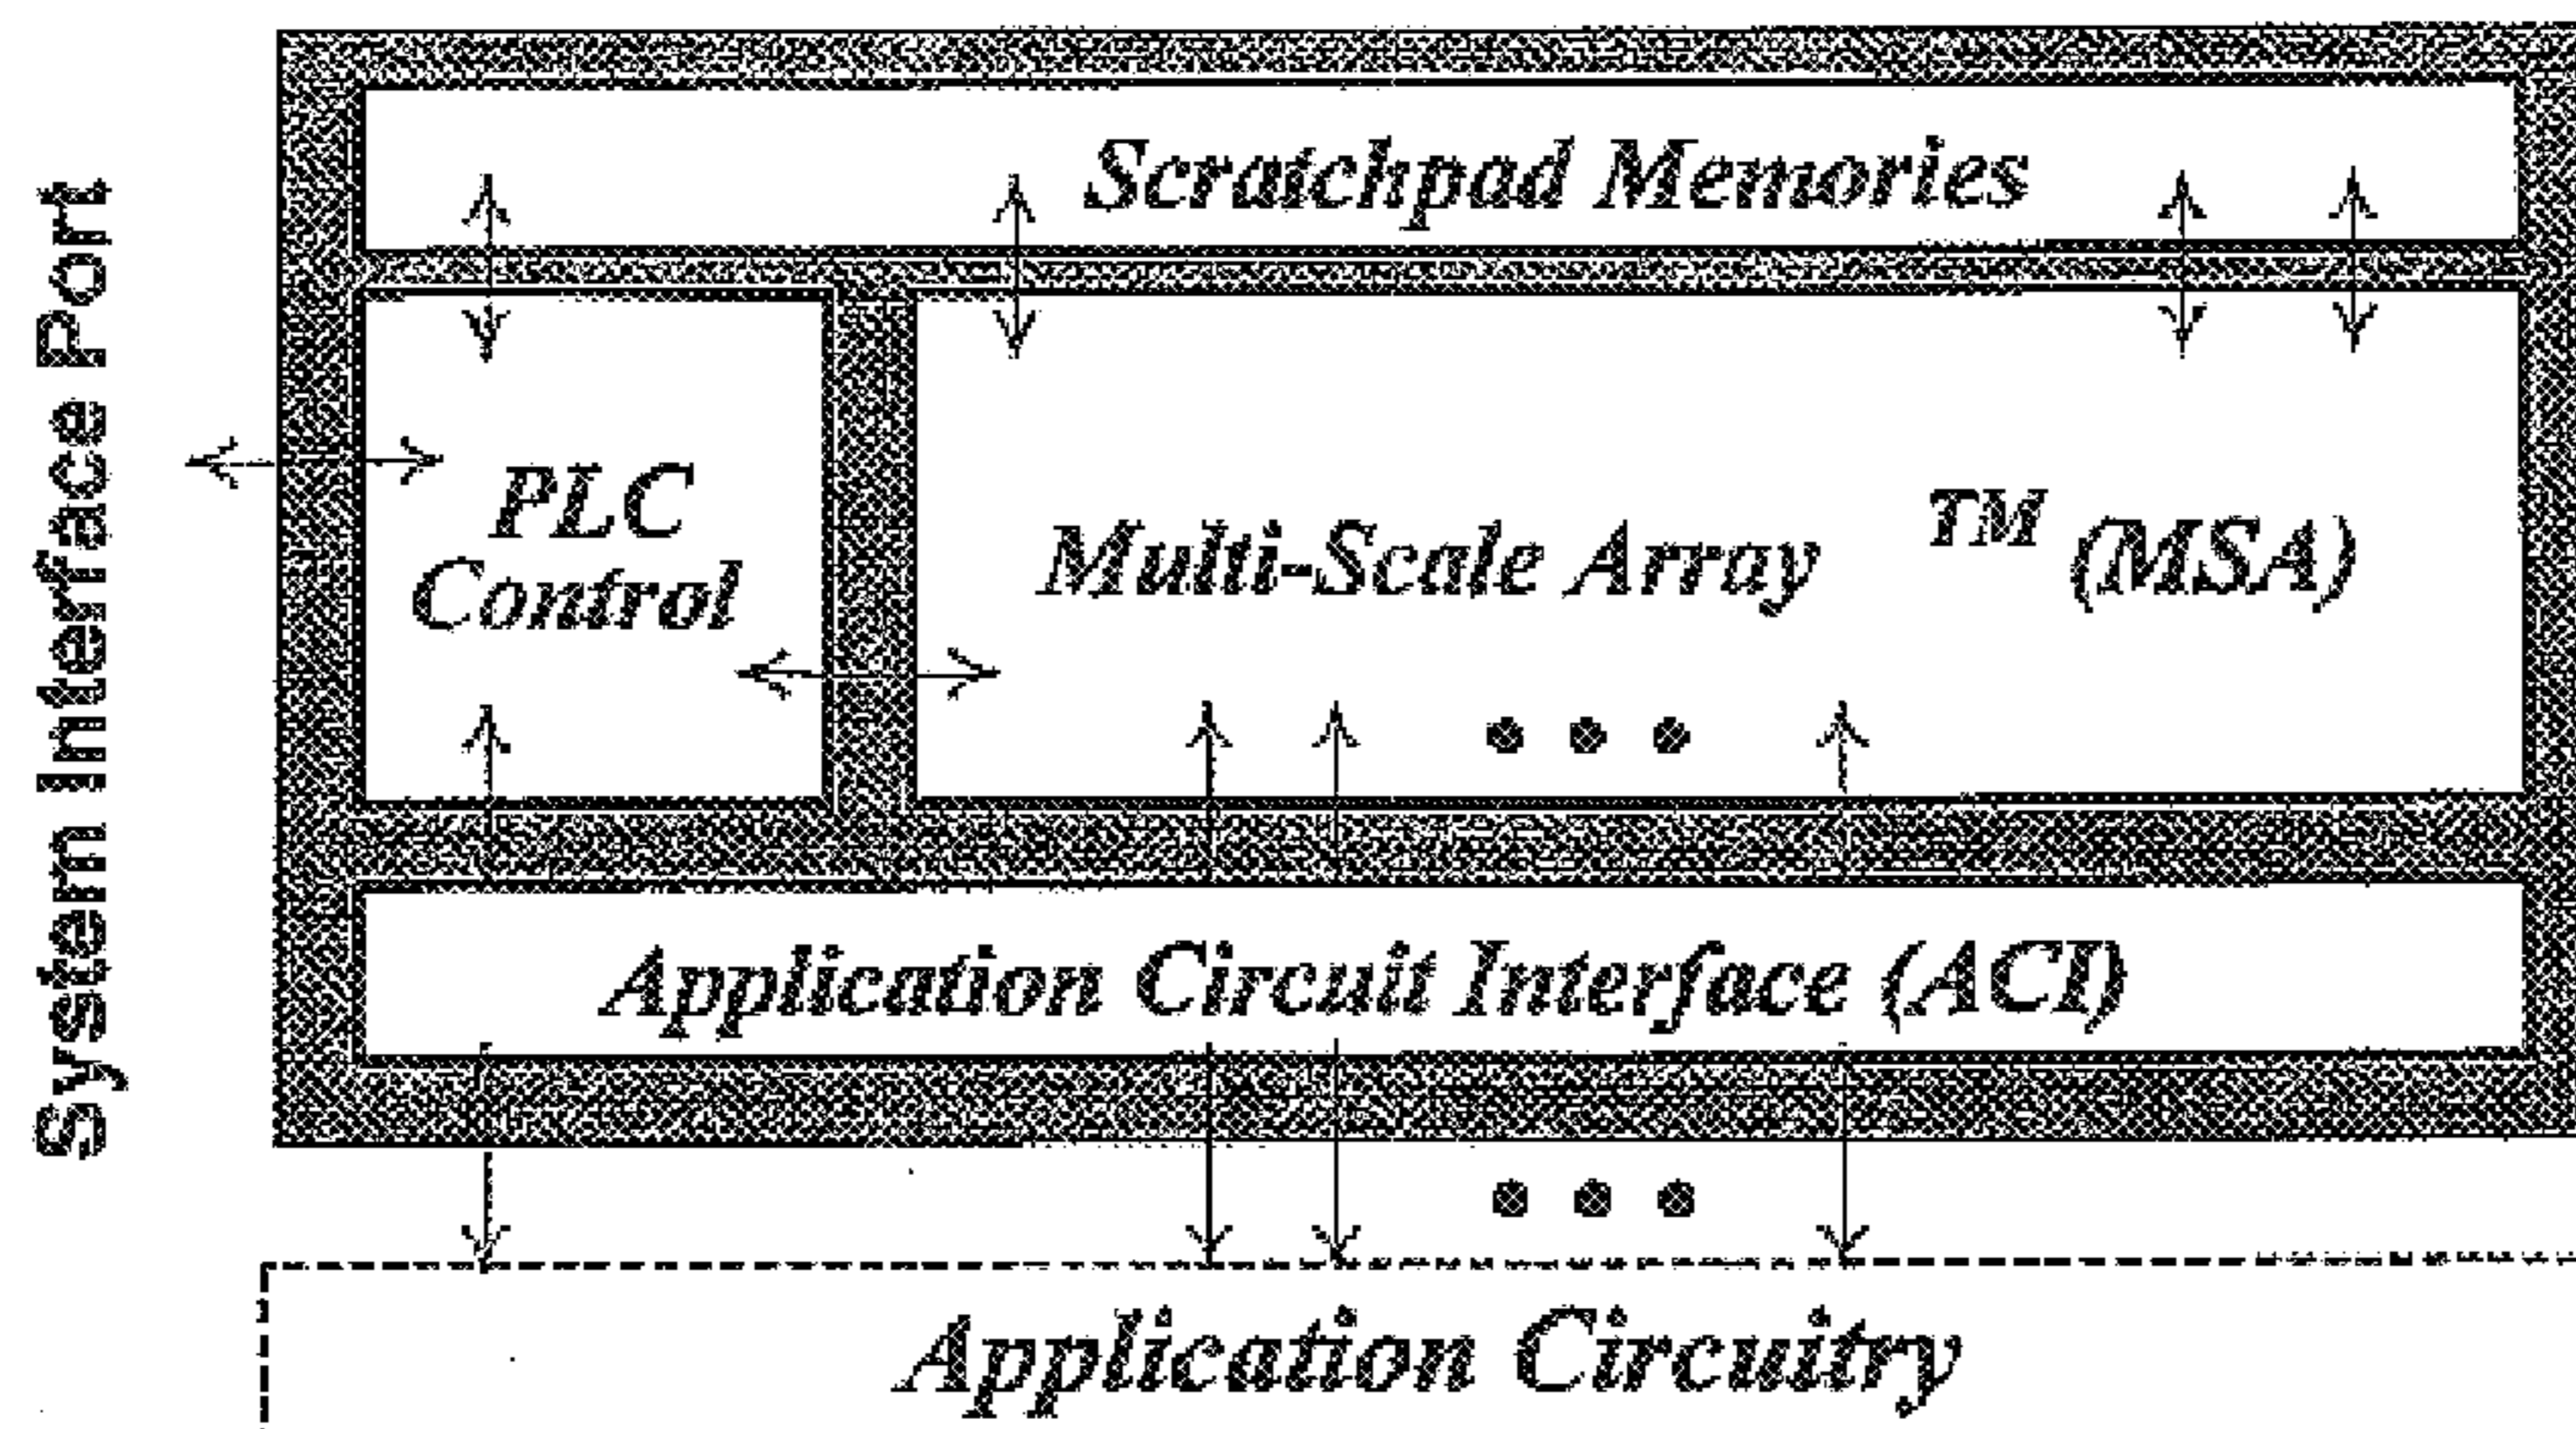 System Interface Port
Scratchpad Memories
PLC
Control
Multi-Scale Array TM (MSA)
Application Circuit Interface (ACI)
Application Circuitry